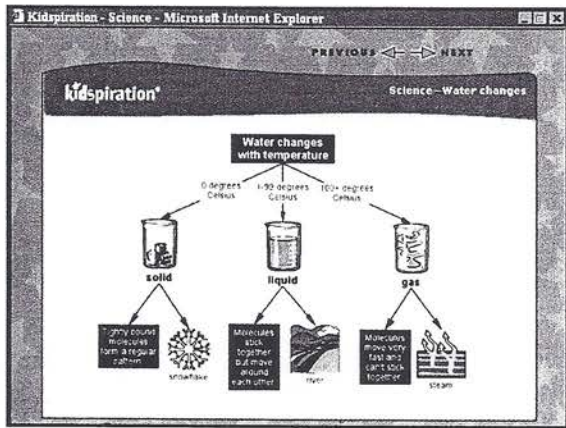 Kidspiration - Science - Microsoft Internet Explorer
PREVIOUS NEXT
kidspiration®
Science–Water changes
Water changes
with temperature
0 degrees
Celsius
1-99 degrees
Celsius
100+ degrees
Celsius
solid
liquid
gas
Tightly bound
molecules
form a regular
pattern
snowflake
Molecules
stick
together
but move
around
each other
river
Molecules
move very
fast and
can't stick
together
steam